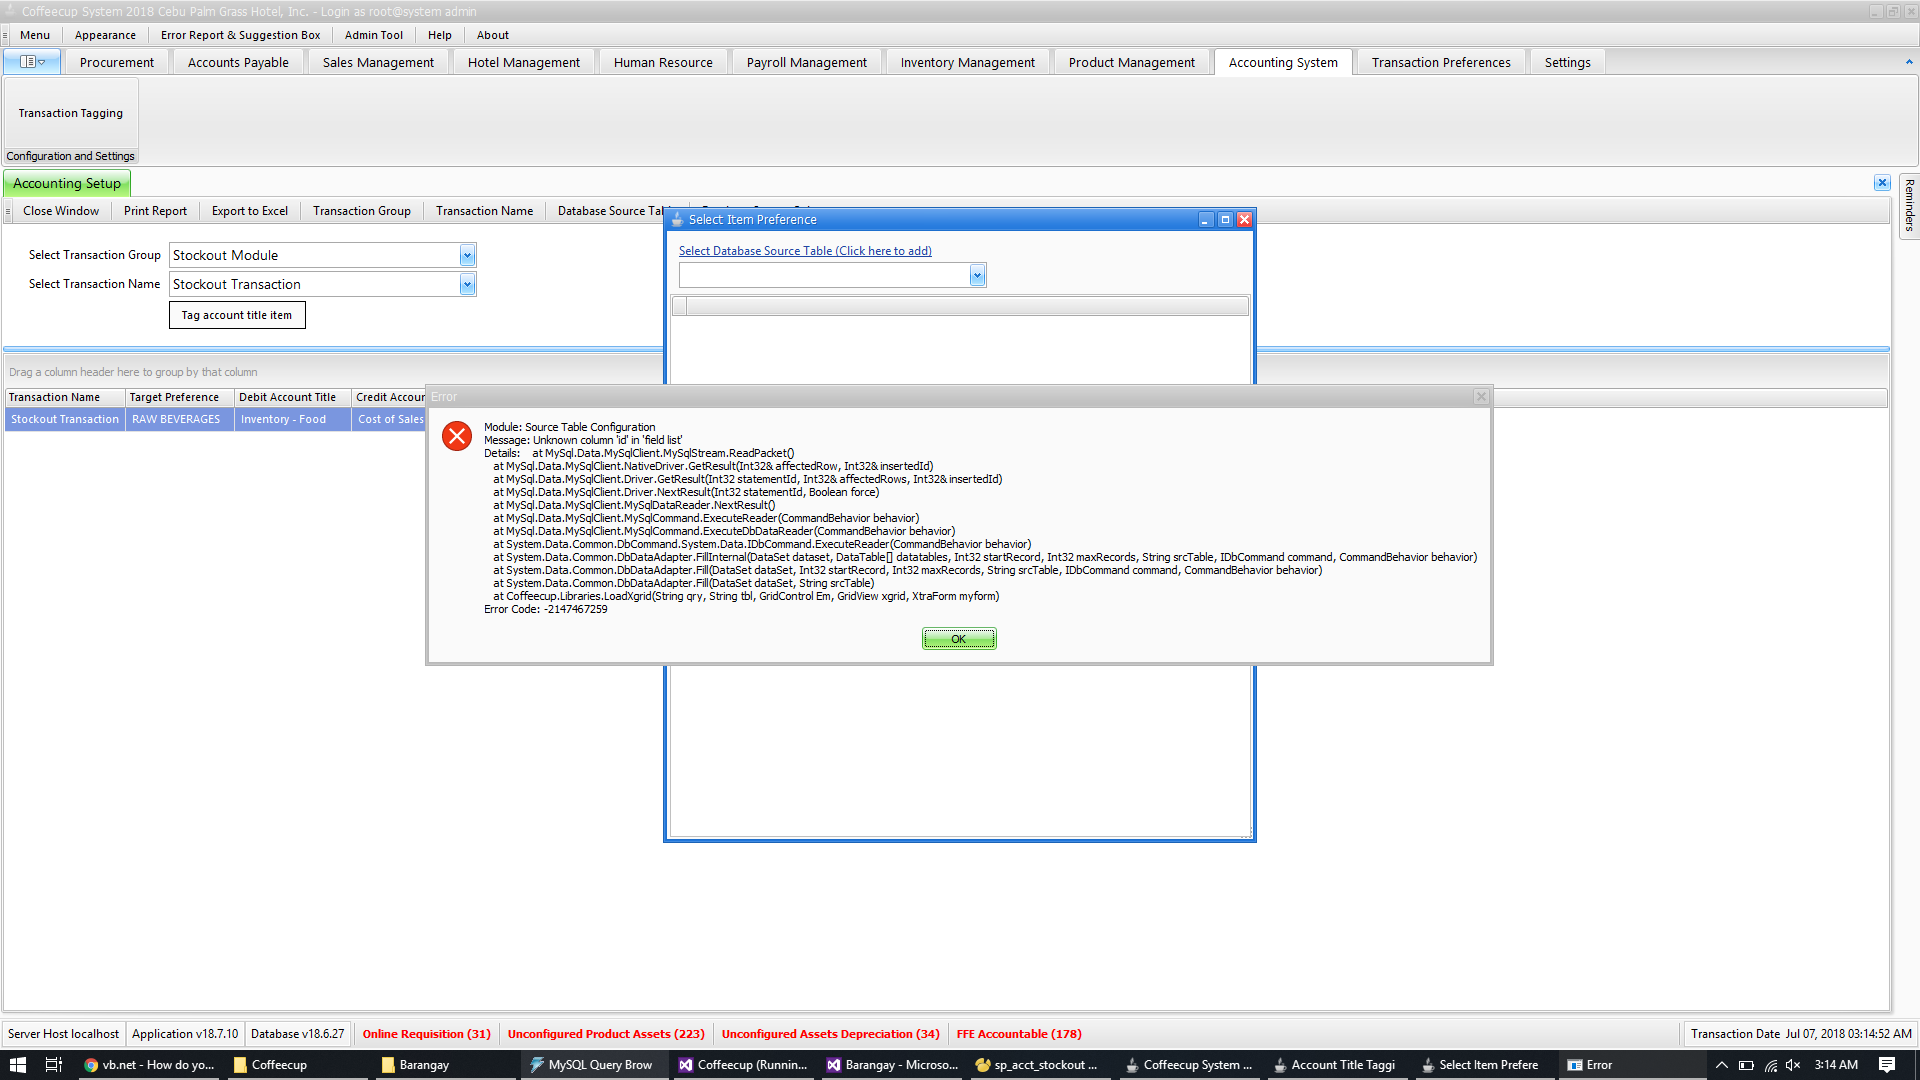 Coffeecup System 2018 Cebu Palm Grass Hotel, Inc. - Login as root@system admin
Menu Appearance Error Report & Suggestion Box Admin Tool Help About
Procurement Accounts Payable Sales Management Hotel Management Human Resource Payroll Management Inventory Management Product Management Accounting System Transaction Preferences Settings
Transaction Tagging
Configuration and Settings
Accounting Setup
Reminders
Close Window Print Report Export to Excel Transaction Group Transaction Name Database Source
Select Item Preference
Select Database Source Table (Click here to add)
Select Transaction Group Stockout Module
Select Transaction Name Stockout Transaction
Tag account title item
Drag a column header here to group by that column
Transaction Name Target Preference Debit Account Title Credit
Stockout Transaction RAW BEVERAGES Inventory - Food Cost of Sales
Error
Module: Source Table Configuration
Message: Unknown column 'id' in 'field list'
Details: at MySql.Data.MySqlClient.MySqlStream.ReadPacket()
at MySql.Data.MySqlClient.NativeDriver.GetResult(Int32& affectedRow, Int32& insertedId)
at MySql.Data.MySqlClient.Driver.GetResult(Int32 statementId, Int32& affectedRows, Int32& insertedId)
at MySql.Data.MySqlClient.Driver.NextResult(Int32 statementId, Boolean force)
at MySql.Data.MySqlClient.MySqlDataReader.NextResult()
at MySql.Data.MySqlClient.MySqlCommand.ExecuteReader(CommandBehavior behavior)
at MySql.Data.MySqlClient.MySqlCommand.ExecuteDbDataReader(CommandBehavior behavior)
at System.Data.Common.DbCommand.System.Data.IDbCommand.ExecuteReader(CommandBehavior behavior)
at System.Data.Common.DbDataAdapter.FillInternal(DataSet dataset, DataTable[] datatables, Int32 startRecord, Int32 maxRecords, String srcTable, IDbCommand command, CommandBehavior behavior)
at System.Data.Common.DbDataAdapter.Fill(DataSet dataSet, Int32 startRecord, Int32 maxRecords, String srcTable, IDbCommand command, CommandBehavior behavior)
at System.Data.Common.DbDataAdapter.Fill(DataSet dataSet, String srcTable)
at Coffeecup.Libraries.LoadXgrid(String qry, String tbl, GridControl Em, GridView xgrid, XtraForm myform)
Error Code: -2147467259
OK
Server Host localhost Application v18.7.10 Database v18.6.27 Online Requisition (31) Unconfigured Product Assets (223) Unconfigured Assets Depreciation (34) FFE Accountable (178) Transaction Date Jul 07, 2018 03:14:52 AM
vb.net - How do yo... Coffeecup Barangay MySQL Query Brow Coffeecup (Runnin... Barangay - Microso... sp_acct_stockout ... Coffeecup System ... Account Title Taggi Select Item Prefere Error 3:14 AM